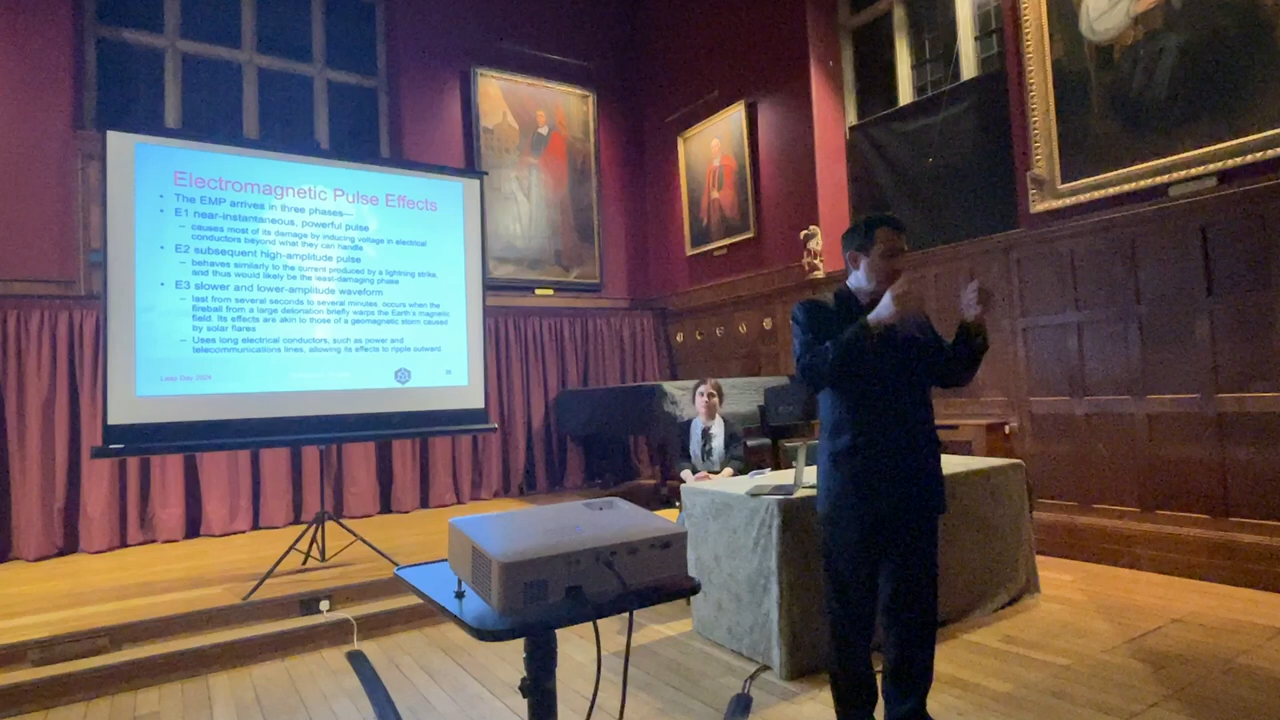 Electromagnetic Pulse Effects
• The EMP arrives in three phases—
• E1 near-instantaneous, powerful pulse
– causes most of its damage by inducing voltage in electrical
conductors beyond what they can handle
• E2 subsequent high-amplitude pulse
– behaves similarly to the current produced by a lightning strike,
and thus would likely be the least-damaging phase
• E3 slower and lower-amplitude waveform
– last from several seconds to several minutes, occurs when the
fireball from a large detonation briefly warps the Earth's magnetic
field. Its effects are akin to those of a geomagnetic storm caused
by solar flares
– Uses long electrical conductors, such as power and
telecommunications lines, allowing its effects to ripple outward
Leap Day 2024